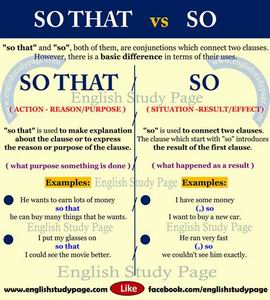 SO THAT vs SO
"so that" and "so", both of them, are conjunctions which connect two clauses.
However, there is a basic difference in terms of their uses.
SO THAT
( ACTION - REASON/PURPOSE )
"so that" is used to make explanation
about the clause or to express
the reason or purpose of the clause.
( what purpose something is done )
Examples:
He wants to earn lots of money
so that
he can buy many things that he wants.
I put my glasses on
so that
I could see the movie better.
SO
( SITUATION -RESULT/EFFECT)
"so" is used to connect two clauses.
The clause which start with "so" introduces
the result of the first clause.
( what happened as a result )
Examples:
I have some money
(,) so
I want to buy a new car.
He ran very fast
(,) so
we couldn't see him exactly.
English Study Page
English Study Page
English Study Page
www.englishstudypage.com Like facebook.com/englishstudypage